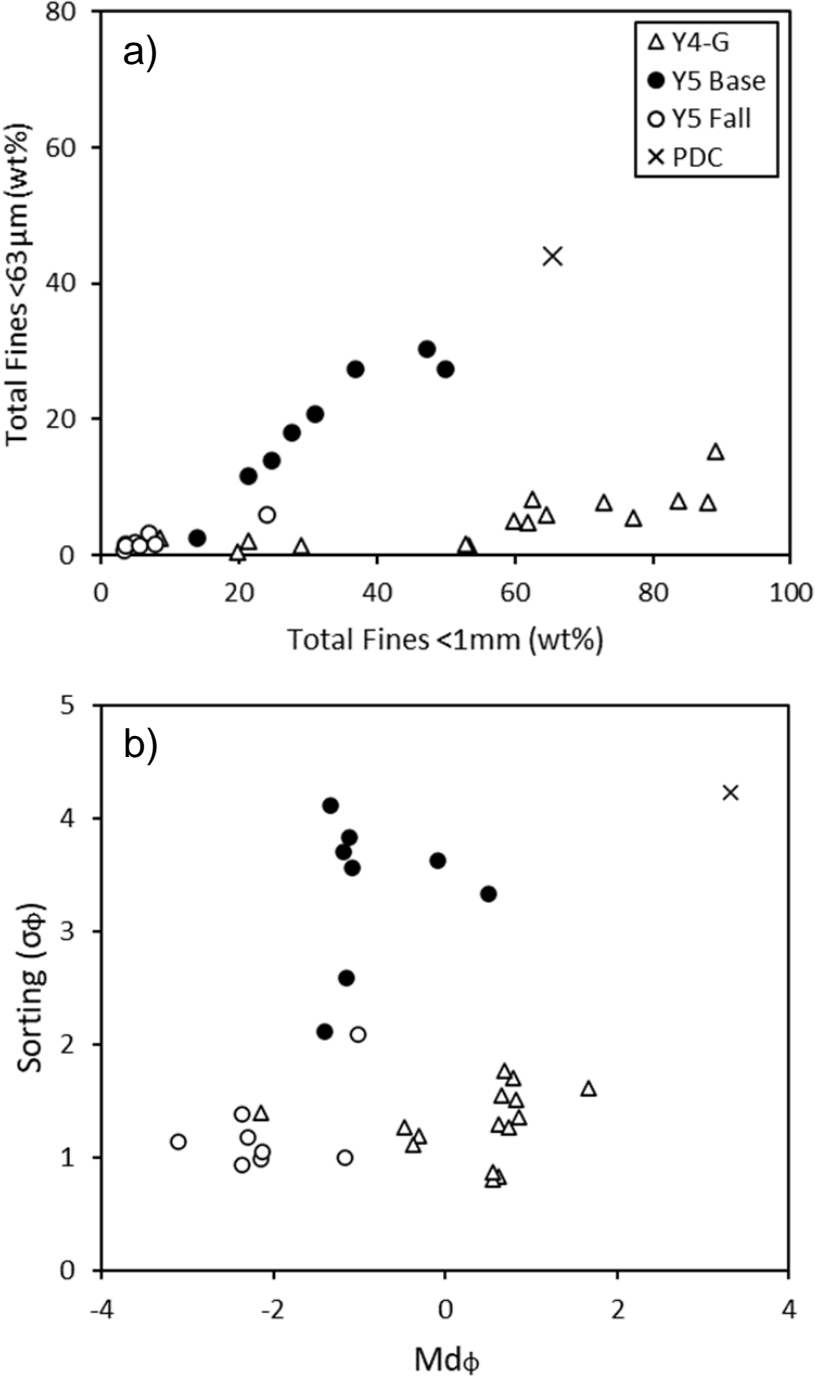 a)
Y4-G
Y5 Base
Y5 Fall
PDC
80
60
40
20
0
Total Fines <63µm (wt%)
0 20 40 60 80 100
Total Fines <1mm (wt%)
b)
5
4
3
2
1
0
Sorting (σϕ)
-4 -2 0 2 4
Mdϕ